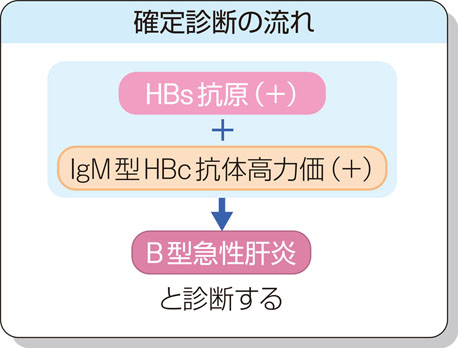 確定診断の流れ
HBs抗原（＋）
＋
IgM型HBc抗体高力価（＋）
B型急性肝炎
と診断する